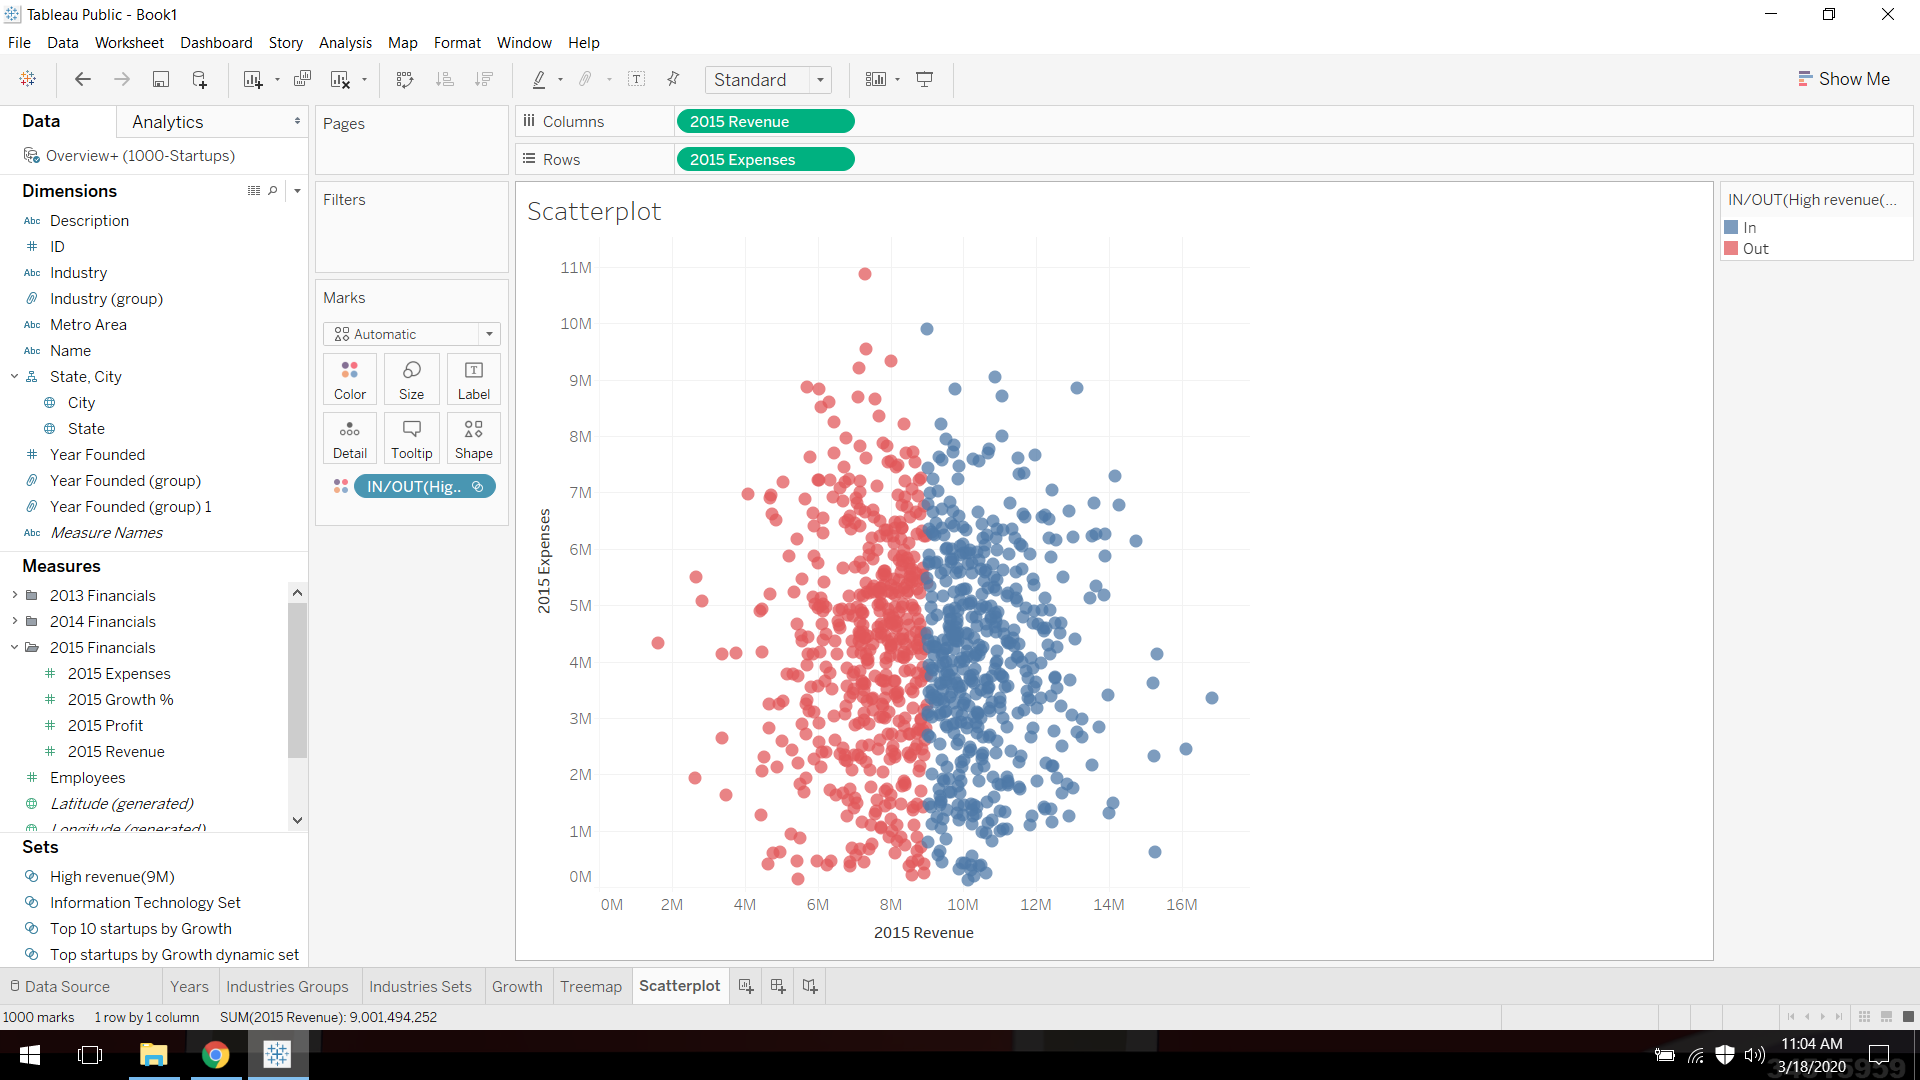 Tableau Public - Book1
File Data Worksheet Dashboard Story Analysis Map Format Window Help
Standard
Show Me
Data
Analytics
Overview+ (1000-Startups)
Dimensions
Abc Description
ID
Abc Industry
Industry (group)
Abc Metro Area
Abc Name
State, City
City
State
Year Founded
Year Founded (group)
Year Founded (group) 1
Abc Measure Names
Measures
2013 Financials
2014 Financials
2015 Financials
2015 Expenses
2015 Growth %
2015 Profit
2015 Revenue
Employees
Latitude (generated)
Longitude (generated)
Sets
High revenue(9M)
Information Technology Set
Top 10 startups by Growth
Top startups by Growth dynamic set
Pages
Filters
Marks
Automatic
Color Size Label
Detail Tooltip Shape
IN/OUT(Hig..
Columns
2015 Revenue
Rows
2015 Expenses
Scatterplot
11M
10M
9M
8M
7M
6M
5M
4M
3M
2M
1M
0M
2015 Expenses
0M 2M 4M 6M 8M 10M 12M 14M 16M
2015 Revenue
IN/OUT(High revenue(...
In
Out
Data Source Years Industries Groups Industries Sets Growth Treemap Scatterplot
1000 marks 1 row by 1 column SUM(2015 Revenue): 9,001,494,252
11:04 AM
3/18/2020